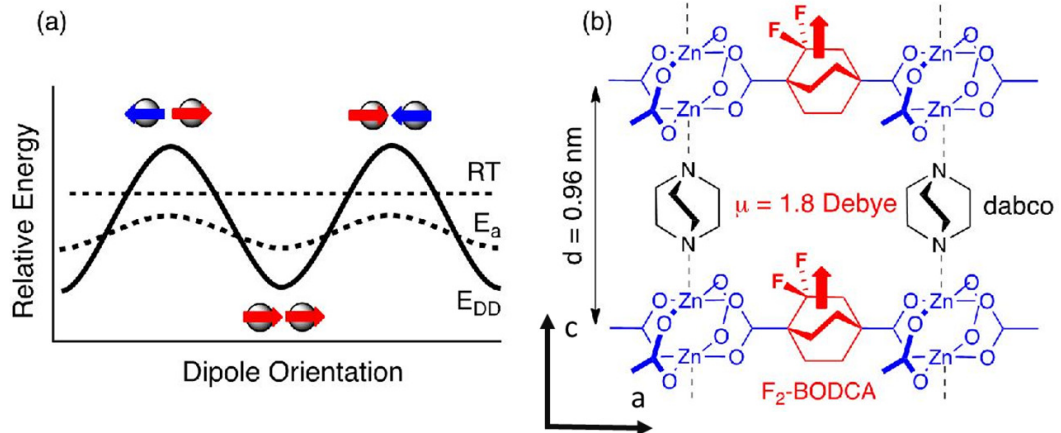 (a)
Relative Energy
RT
Ea
EDD
Dipole Orientation
(b)
F F
O O Zn O O
O O Zn O O
O Zn O
O Zn O
N N
d = 0.96 nm
μ = 1.8 Debye
dabco
N N
F F
O O Zn O O
O O Zn O O
c
O Zn O
O Zn O
F2-BODCA
a